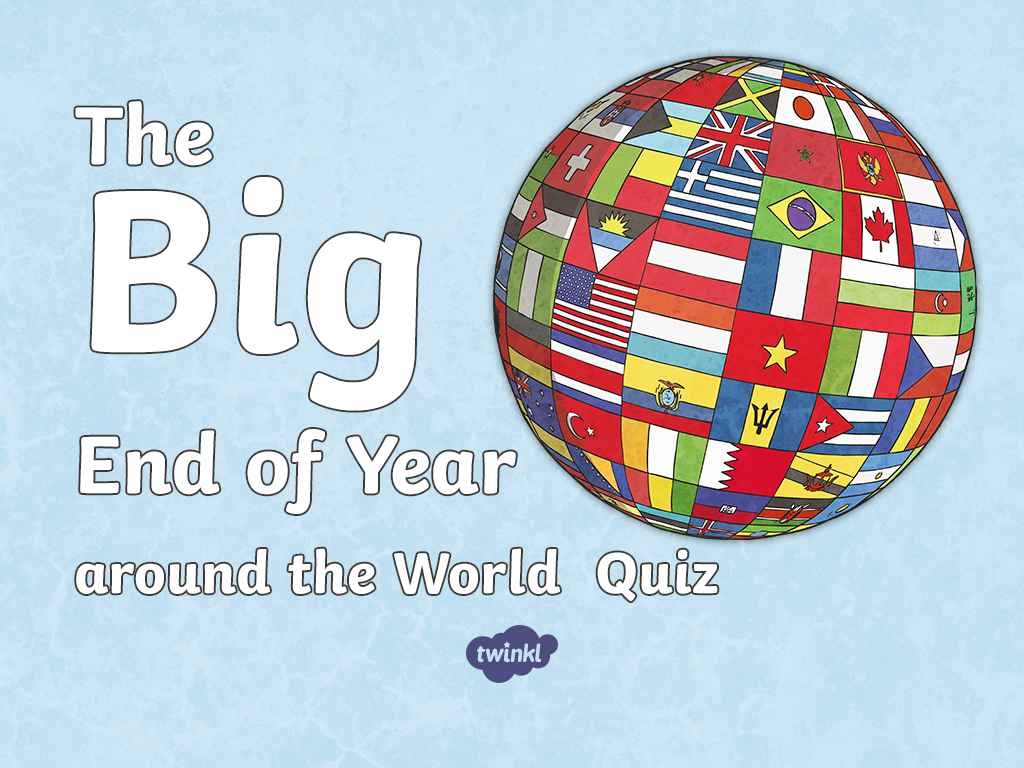 The
Big
End of Year
around the World Quiz
twinkl